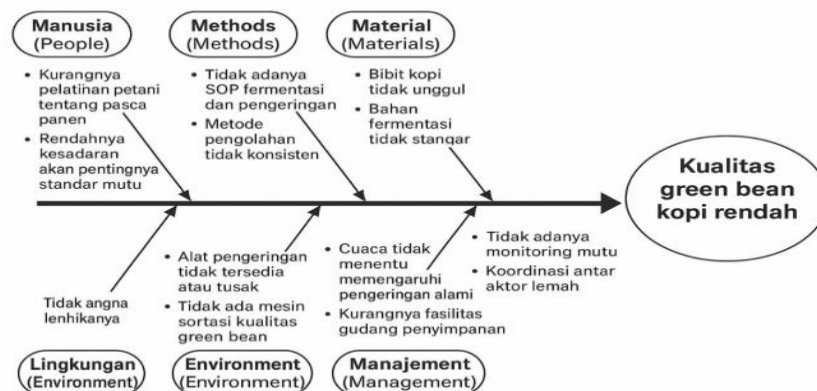 Manusia
(People)
Methods
(Methods)
Material
(Materials)
• Kurangnya
pelatinan petani
tentang pasca
panen
• Rendahnya
kesadaran
akan pentingnya
standar mutu
• Tidak adanya
SOP fermentasi
dan pengeringan
• Metode
pengolahan
tidak konsisten
• Bibit kopi
tidak unggul
• Bahan
fermentasi
tidak stanqar
Kualitas
green bean
kopi rendah
Tidak angna
lenhikanya
• Alat pengeringan
tidak tersedia
atau tusak
• Tidak ada mesin
sortasi kualitas
green bean
• Cuaca tidak
menentu
memengaruhi
pengeringan alami
• Kurangnya fasilitas
gudang penyimpanan
• Tidak adanya
monitoring mutu
• Koordinasi antar
aktor lemah
Lingkungan
(Environment)
Environment
(Environment)
Manajement
(Management)